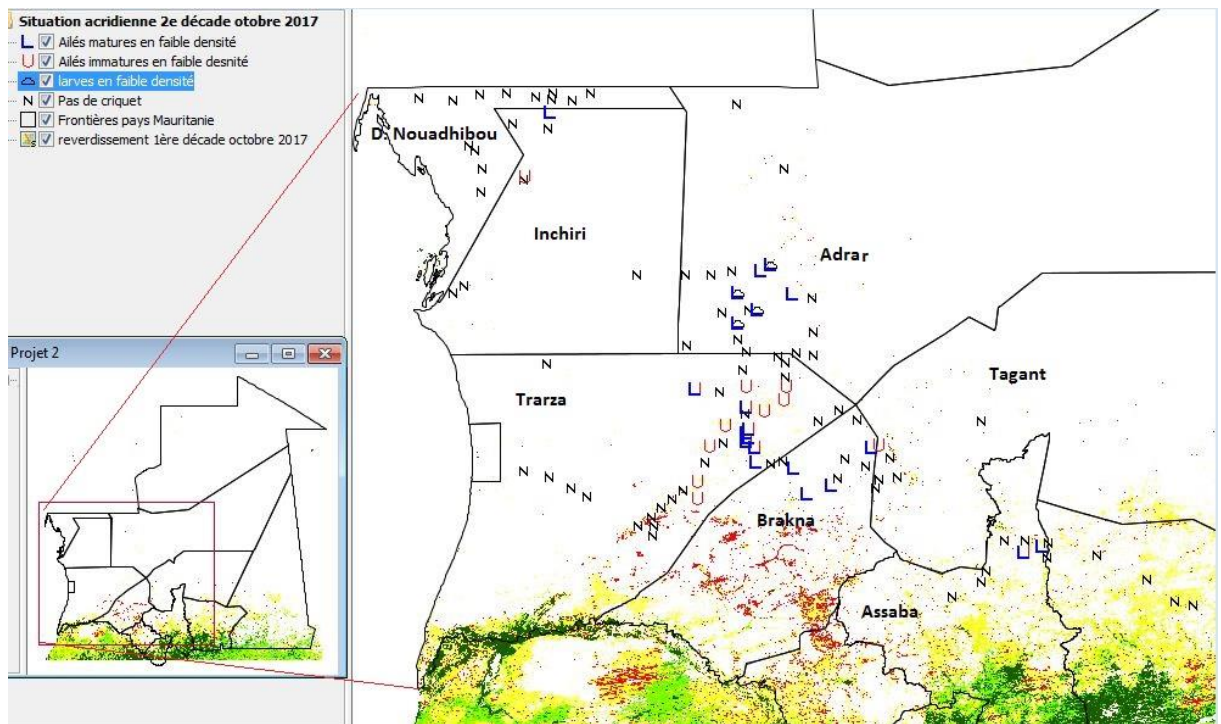 Situation acridienne 2e décade otobre 2017
Ailés matures en faible densité
Ailés immatures en faible desnité
larves en faible densité
Pas de criquet
Frontières pays Mauritanie
reverdissement 1ère décade octobre 2017
D. Nouadhibou
Inchiri
Adrar
Projet 2
Tagant
Trarza
Brakna
Assaba